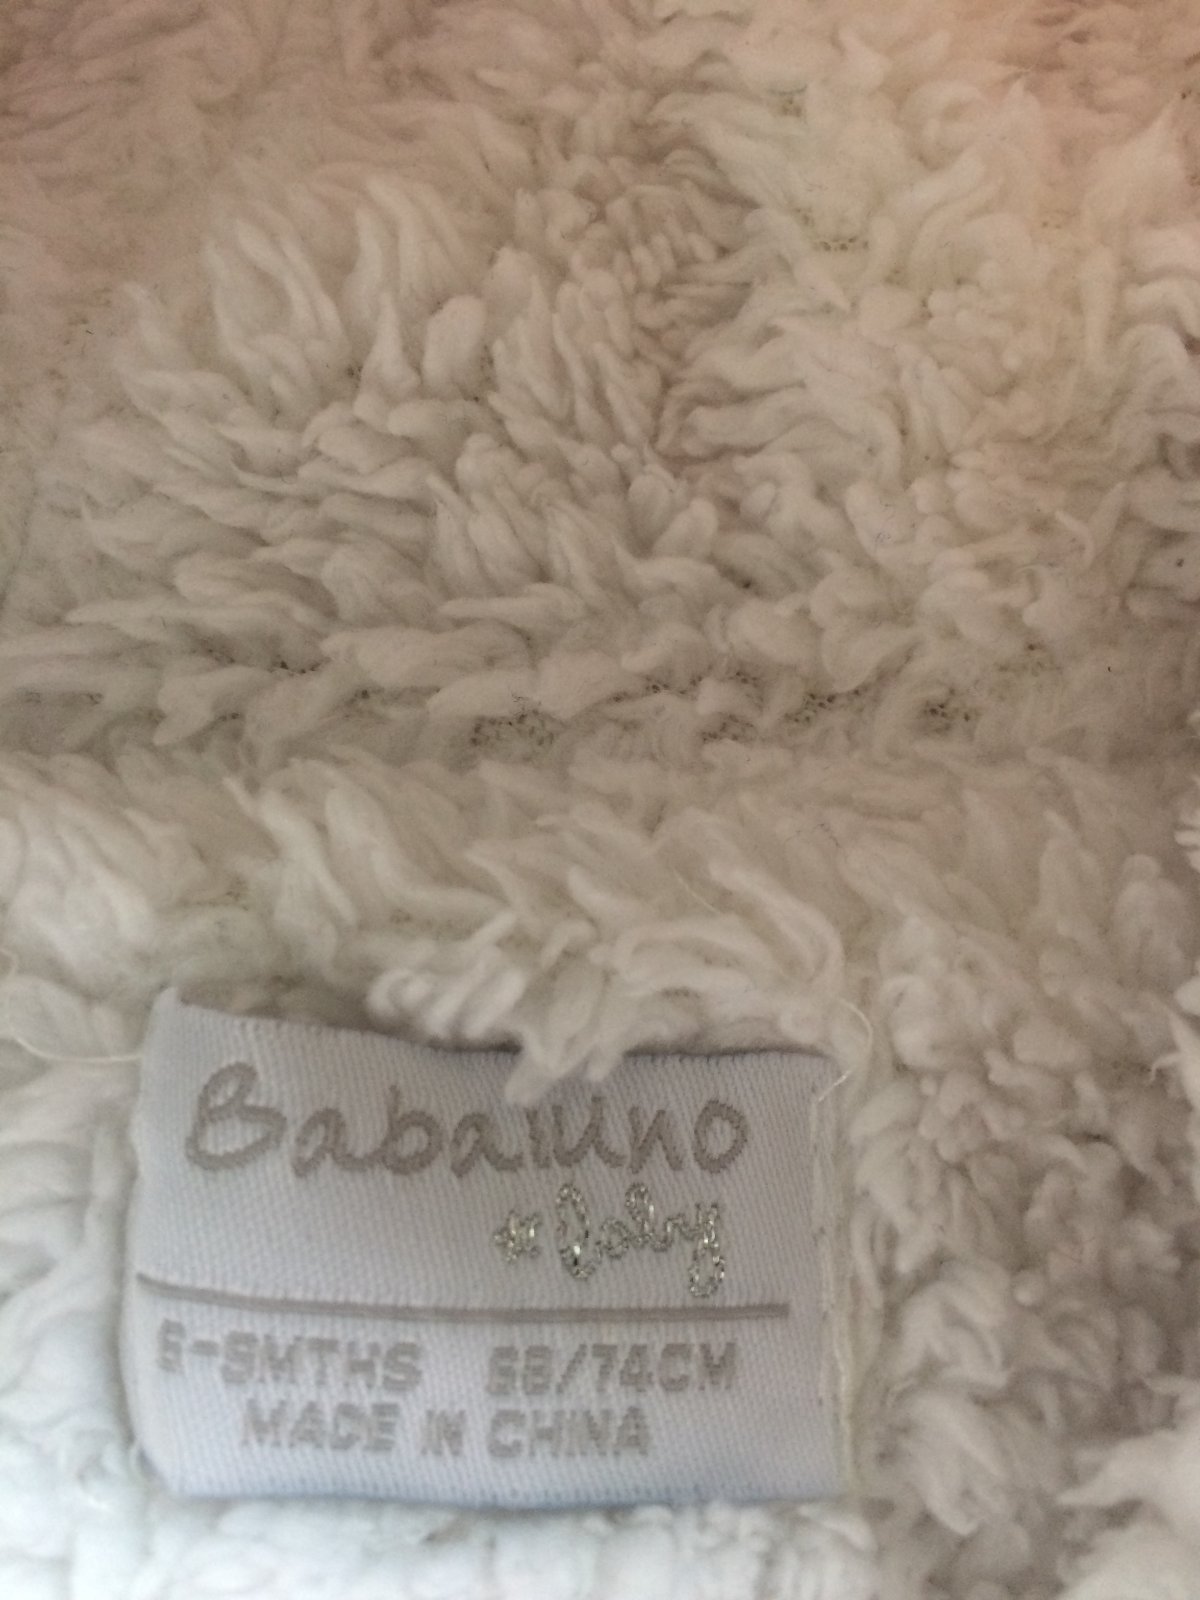 Babaluno
baby
6-9MTHS 68/74CM
MADE IN CHINA